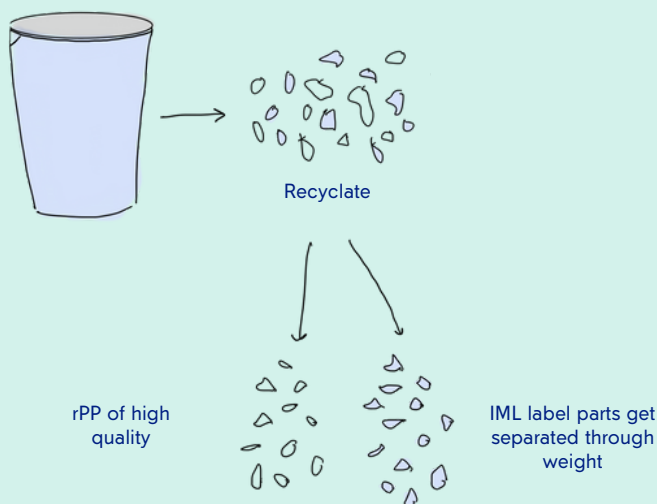 Recyclate
rPP of high
quality
IML label parts get
separated through
weight